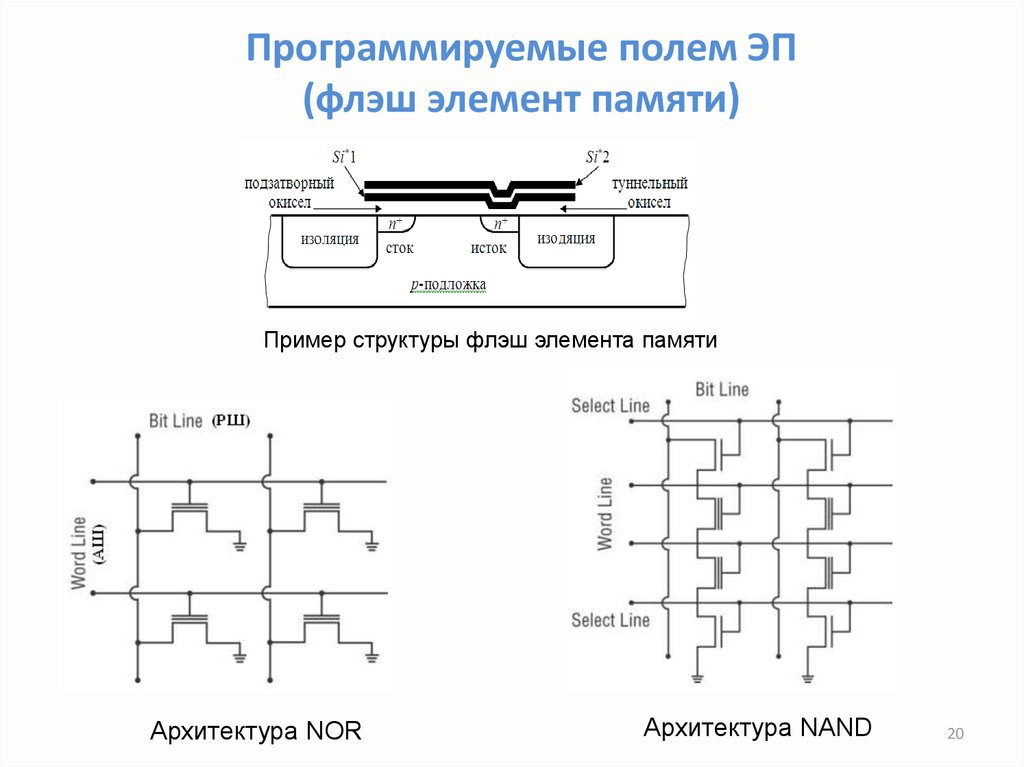 Программируемые полем ЭП
(флэш элемент памяти)
Si*1
Si*2
подзатворный
окисел
туннельный
окисел
n+
n+
изоляция
сток
исток
изодяция
p-подложка
Пример структуры флэш элемента памяти
Bit Line (РШ)
Word Line
(АШ)
Bit Line
Select Line
Word Line
Select Line
Архитектура NOR
Архитектура NAND
20